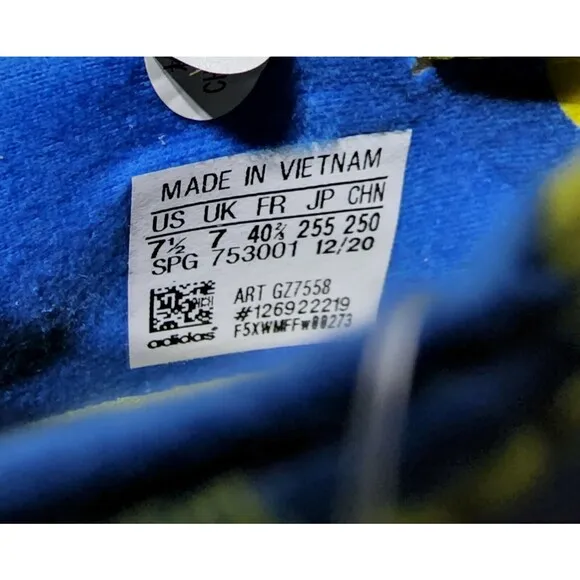 MADE IN VIETNAM
US UK FR JP CHN
7½ 7 40⅔ 255 250
SPG 753001 12/20
ART GZ7558
#126922219
adidas